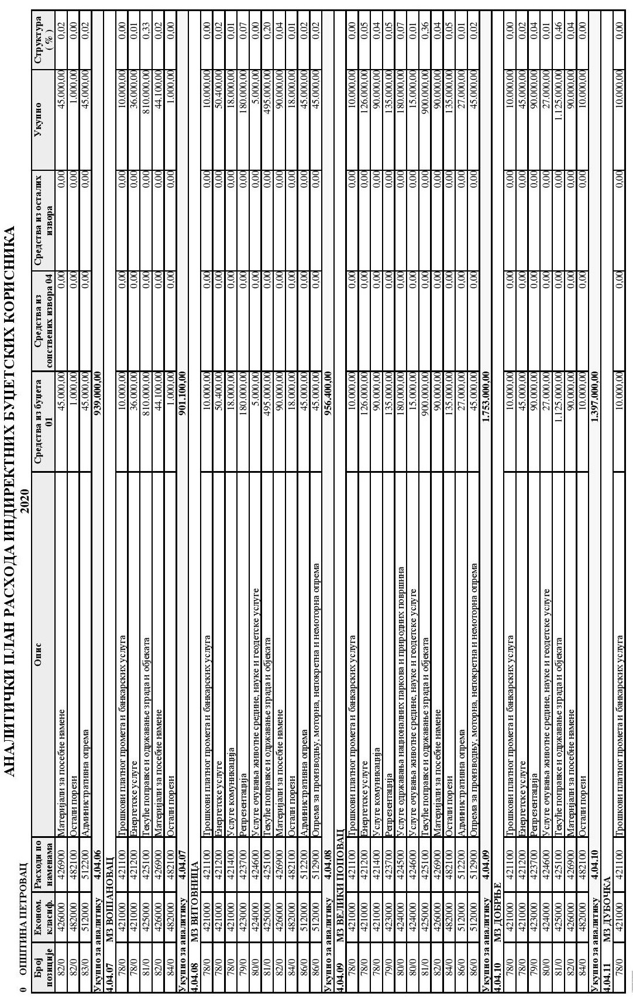 АНАЛИТИЧКИ ПЛАН РАСХОДА ИНДИРЕКТНИХ БУЏЕТСКИХ КОРИСНИКА
2020
0 ОПШТИНА ПЕТРОВАЦ
Број позиције Економ. класиф. Расходи по наменама Опис Средства из буџета 01 Средства из сопствених извора 04 Средства из осталих извора Укупно Структура ( % )
82/0 426000 426900 Материјали за посебне намене 45.000,00 0,00 0,00 45.000,00 0,02
82/0 482000 482100 Остали порези 1.000,00 0,00 0,00 1.000,00 0,00
83/0 512000 512200 Административна опрема 45.000,00 0,00 0,00 45.000,00 0,02
Укупно за аналитику 4.04.06 939.000,00
4.04.07 МЗ ВОШАНОВАЦ
78/0 421000 421100 Трошкови платног промета и банкарских услуга 10.000,00 0,00 0,00 10.000,00 0,00
78/0 421000 421200 Енергетске услуге 36.000,00 0,00 0,00 36.000,00 0,01
81/0 425000 425100 Текуће поправке и одржавање зграда и објеката 810.000,00 0,00 0,00 810.000,00 0,33
82/0 426000 426900 Материјали за посебне намене 44.100,00 0,00 0,00 44.100,00 0,02
84/0 482000 482100 Остали порези 1.000,00 0,00 0,00 1.000,00 0,00
Укупно за аналитику 4.04.07 901.100,00
4.04.08 МЗ ВИТОВНИЦА
78/0 421000 421100 Трошкови платног промета и банкарских услуга 10.000,00 0,00 0,00 10.000,00 0,00
78/0 421000 421200 Енергетске услуге 50.400,00 0,00 0,00 50.400,00 0,02
78/0 421000 421400 Услуге комуникација 18.000,00 0,00 0,00 18.000,00 0,01
79/0 423000 423700 Репрезентација 180.000,00 0,00 0,00 180.000,00 0,07
80/0 424000 424600 Услуге очувања животне средине, науке и геодетске услуге 5.000,00 0,00 0,00 5.000,00 0,00
81/0 425000 425100 Текуће поправке и одржавање зграда и објеката 495.000,00 0,00 0,00 495.000,00 0,20
82/0 426000 426900 Материјали за посебне намене 90.000,00 0,00 0,00 90.000,00 0,04
84/0 482000 482100 Остали порези 18.000,00 0,00 0,00 18.000,00 0,01
86/0 512000 512200 Административна опрема 45.000,00 0,00 0,00 45.000,00 0,02
86/0 512000 512900 Опрема за производњу, моторна, непокретна и немоторна опрема 45.000,00 0,00 0,00 45.000,00 0,02
Укупно за аналитику 4.04.08 956.400,00
4.04.09 МЗ ВЕЛИКИ ПОПОВАЦ
78/0 421000 421100 Трошкови платног промета и банкарских услуга 10.000,00 0,00 0,00 10.000,00 0,00
78/0 421000 421200 Енергетске услуге 126.000,00 0,00 0,00 126.000,00 0,05
78/0 421000 421400 Услуге комуникација 90.000,00 0,00 0,00 90.000,00 0,04
79/0 423000 423700 Репрезентација 135.000,00 0,00 0,00 135.000,00 0,05
80/0 424000 424500 Услуге одржавања националних паркова и природних површина 180.000,00 0,00 0,00 180.000,00 0,07
80/0 424000 424600 Услуге очувања животне средине, науке и геодетске услуге 15.000,00 0,00 0,00 15.000,00 0,01
81/0 425000 425100 Текуће поправке и одржавање зграда и објеката 900.000,00 0,00 0,00 900.000,00 0,36
82/0 426000 426900 Материјали за посебне намене 90.000,00 0,00 0,00 90.000,00 0,04
84/0 482000 482100 Остали порези 135.000,00 0,00 0,00 135.000,00 0,05
86/0 512000 512200 Административна опрема 27.000,00 0,00 0,00 27.000,00 0,01
86/0 512000 512900 Опрема за производњу, моторна, непокретна и немоторна опрема 45.000,00 0,00 0,00 45.000,00 0,02
Укупно за аналитику 4.04.09 1.753.000,00
4.04.10 МЗ ДОБРЊЕ
78/0 421000 421100 Трошкови платног промета и банкарских услуга 10.000,00 0,00 0,00 10.000,00 0,00
78/0 421000 421200 Енергетске услуге 45.000,00 0,00 0,00 45.000,00 0,02
79/0 423000 423700 Репрезентација 90.000,00 0,00 0,00 90.000,00 0,04
80/0 424000 424600 Услуге очувања животне средине, науке и геодетске услуге 27.000,00 0,00 0,00 27.000,00 0,01
81/0 425000 425100 Текуће поправке и одржавање зграда и објеката 1.125.000,00 0,00 0,00 1.125.000,00 0,46
82/0 426000 426900 Материјали за посебне намене 90.000,00 0,00 0,00 90.000,00 0,04
84/0 482000 482100 Остали порези 10.000,00 0,00 0,00 10.000,00 0,00
Укупно за аналитику 4.04.10 1.397.000,00
4.04.11 МЗ ДУБОЧКА
78/0 421000 421100 Трошкови платног промета и банкарских услуга 10.000,00 0,00 0,00 10.000,00 0,00